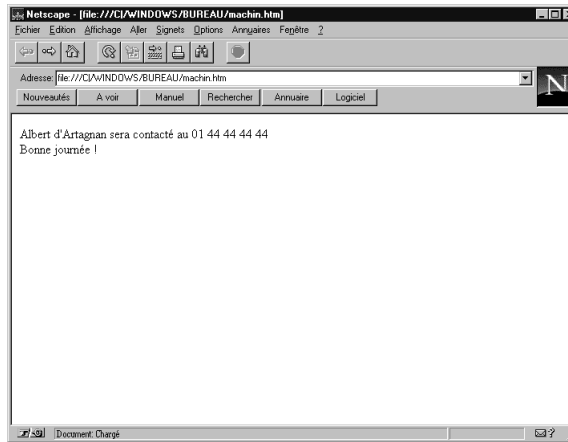 Netscape - [file:///C|/WINDOWS/BUREAU/machin.htm]
Fichier Edition Affichage Aller Signets Options Annuaires Fenêtre ?
Adresse: file:///C|/WINDOWS/BUREAU/machin.htm
N
Nouveautés A voir Manuel Rechercher Annuaire Logiciel
Albert d'Artagnan sera contacté au 01 44 44 44 44
Bonne journée !
Document: Chargé
?